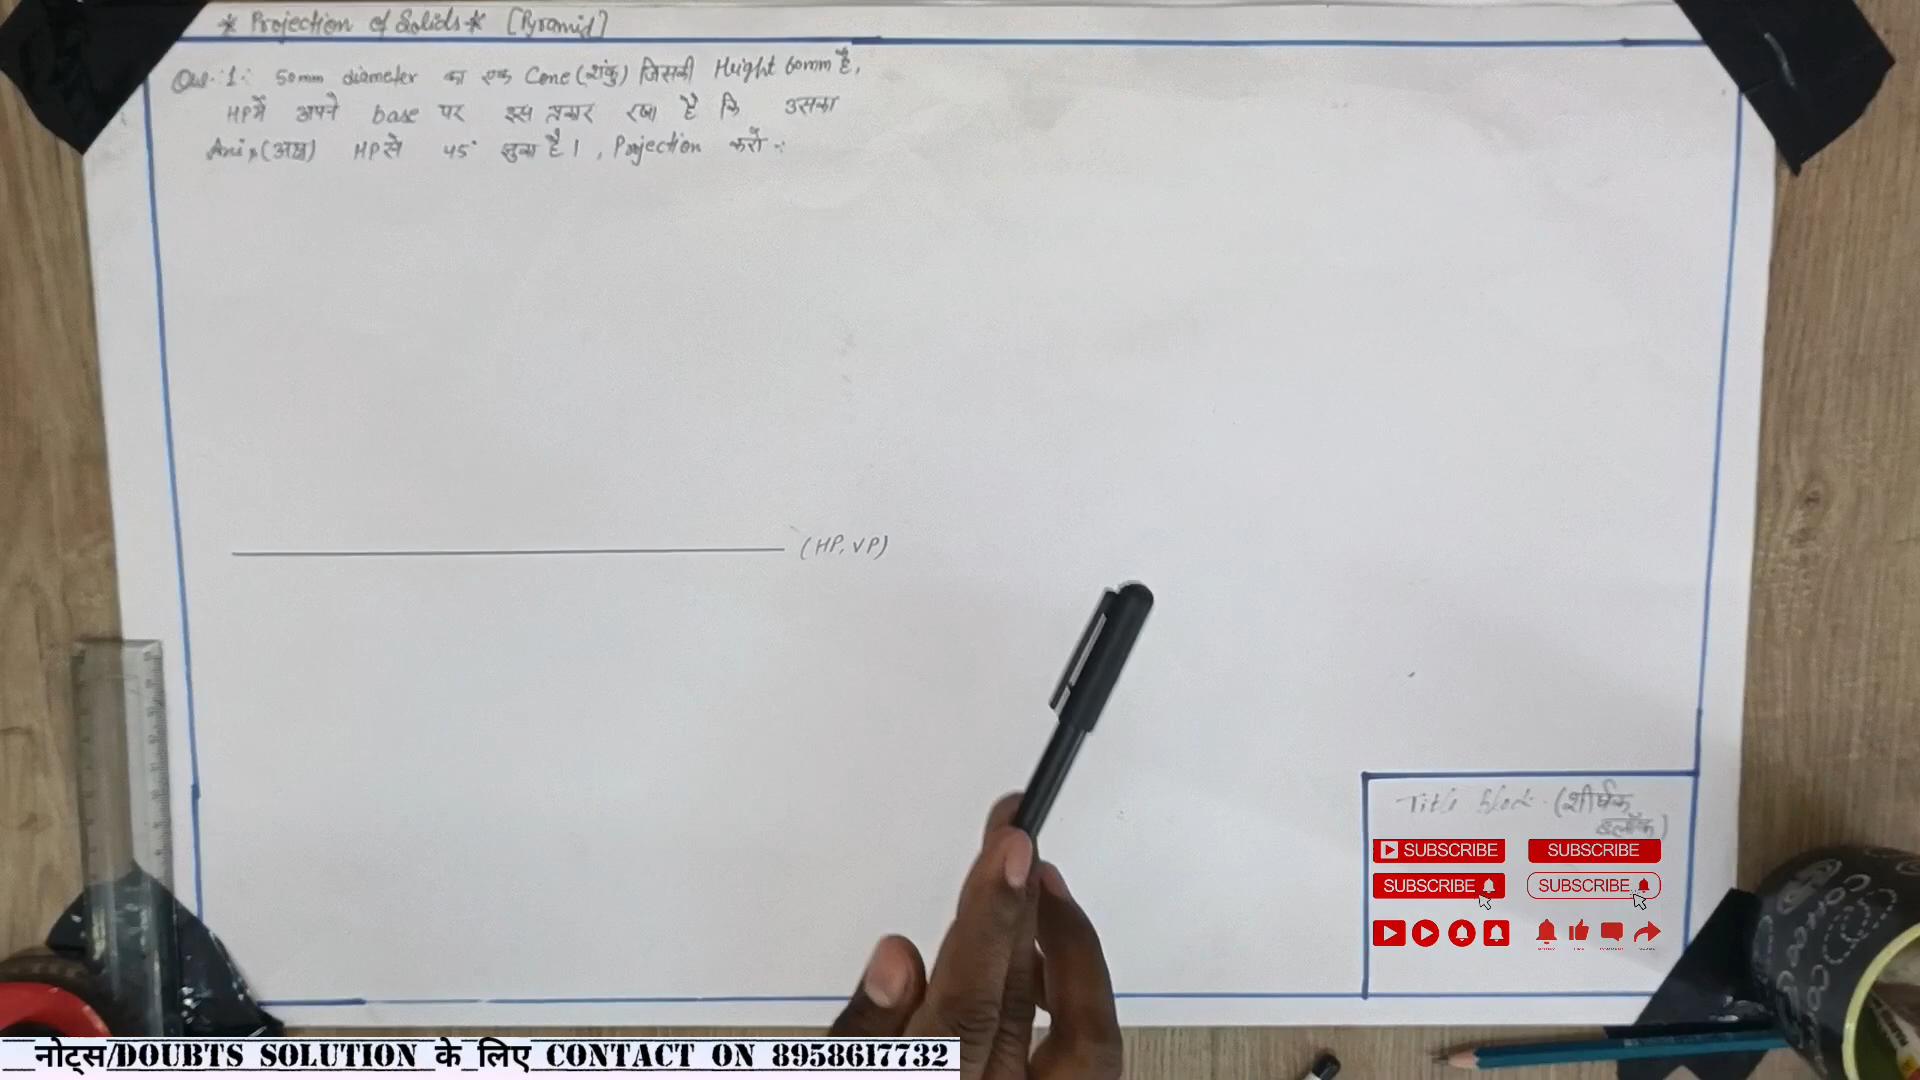 * Projection of Solids * [Pyramid]
Que.:1:- 50mm diameter का एक Cone (शंकु) जिसकी Height 60mm है,
HP में अपने base पर इस प्रकार रखा है कि उसका
Axis (अक्ष) HP से 45° झुका है। , Projection करो -:
(HP, VP)
Title block (शीर्षक
ब्लॉक)
SUBSCRIBE SUBSCRIBE
SUBSCRIBE SUBSCRIBE
नोट्स/DOUBTS SOLUTION के लिए CONTACT ON 8958617732